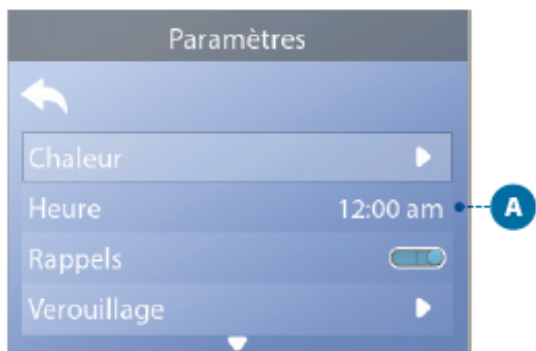 Paramètres
Chaleur
Heure 12:00 am A
Rappels
Verouillage